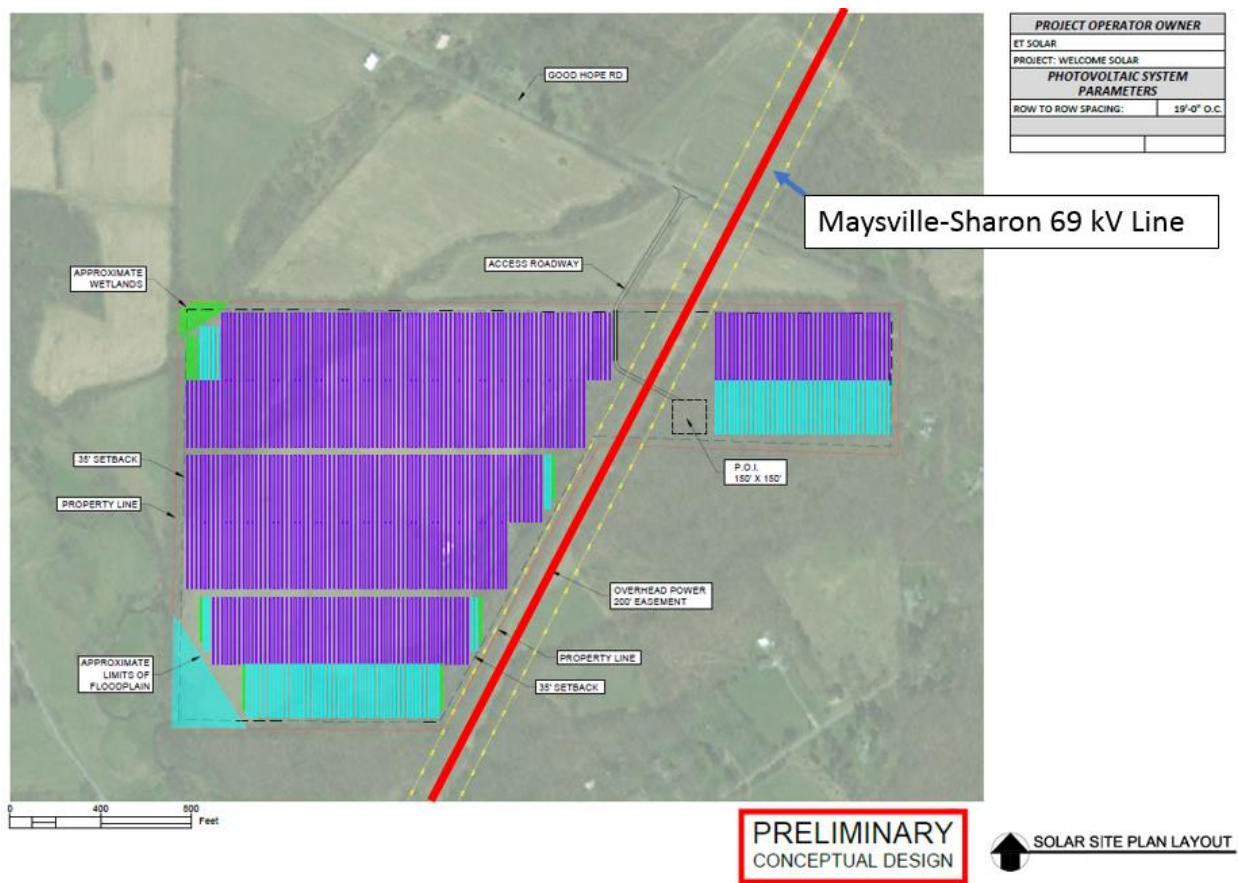 PROJECT OPERATOR OWNER
ET SOLAR
PROJECT: WELCOME SOLAR
PHOTOVOLTAIC SYSTEM
PARAMETERS
ROW TO ROW SPACING: 19'-0" O.C.
GOOD HOPE RD
Maysville-Sharon 69 kV Line
ACCESS ROADWAY
APPROXIMATE
WETLANDS
35' SETBACK
P.O.I.
150' X 150'
PROPERTY LINE
OVERHEAD POWER
200' EASEMENT
PROPERTY LINE
APPROXIMATE
LIMITS OF
FLOODPLAIN
35' SETBACK
0 400 800
Feet
PRELIMINARY
CONCEPTUAL DESIGN
SOLAR SITE PLAN LAYOUT